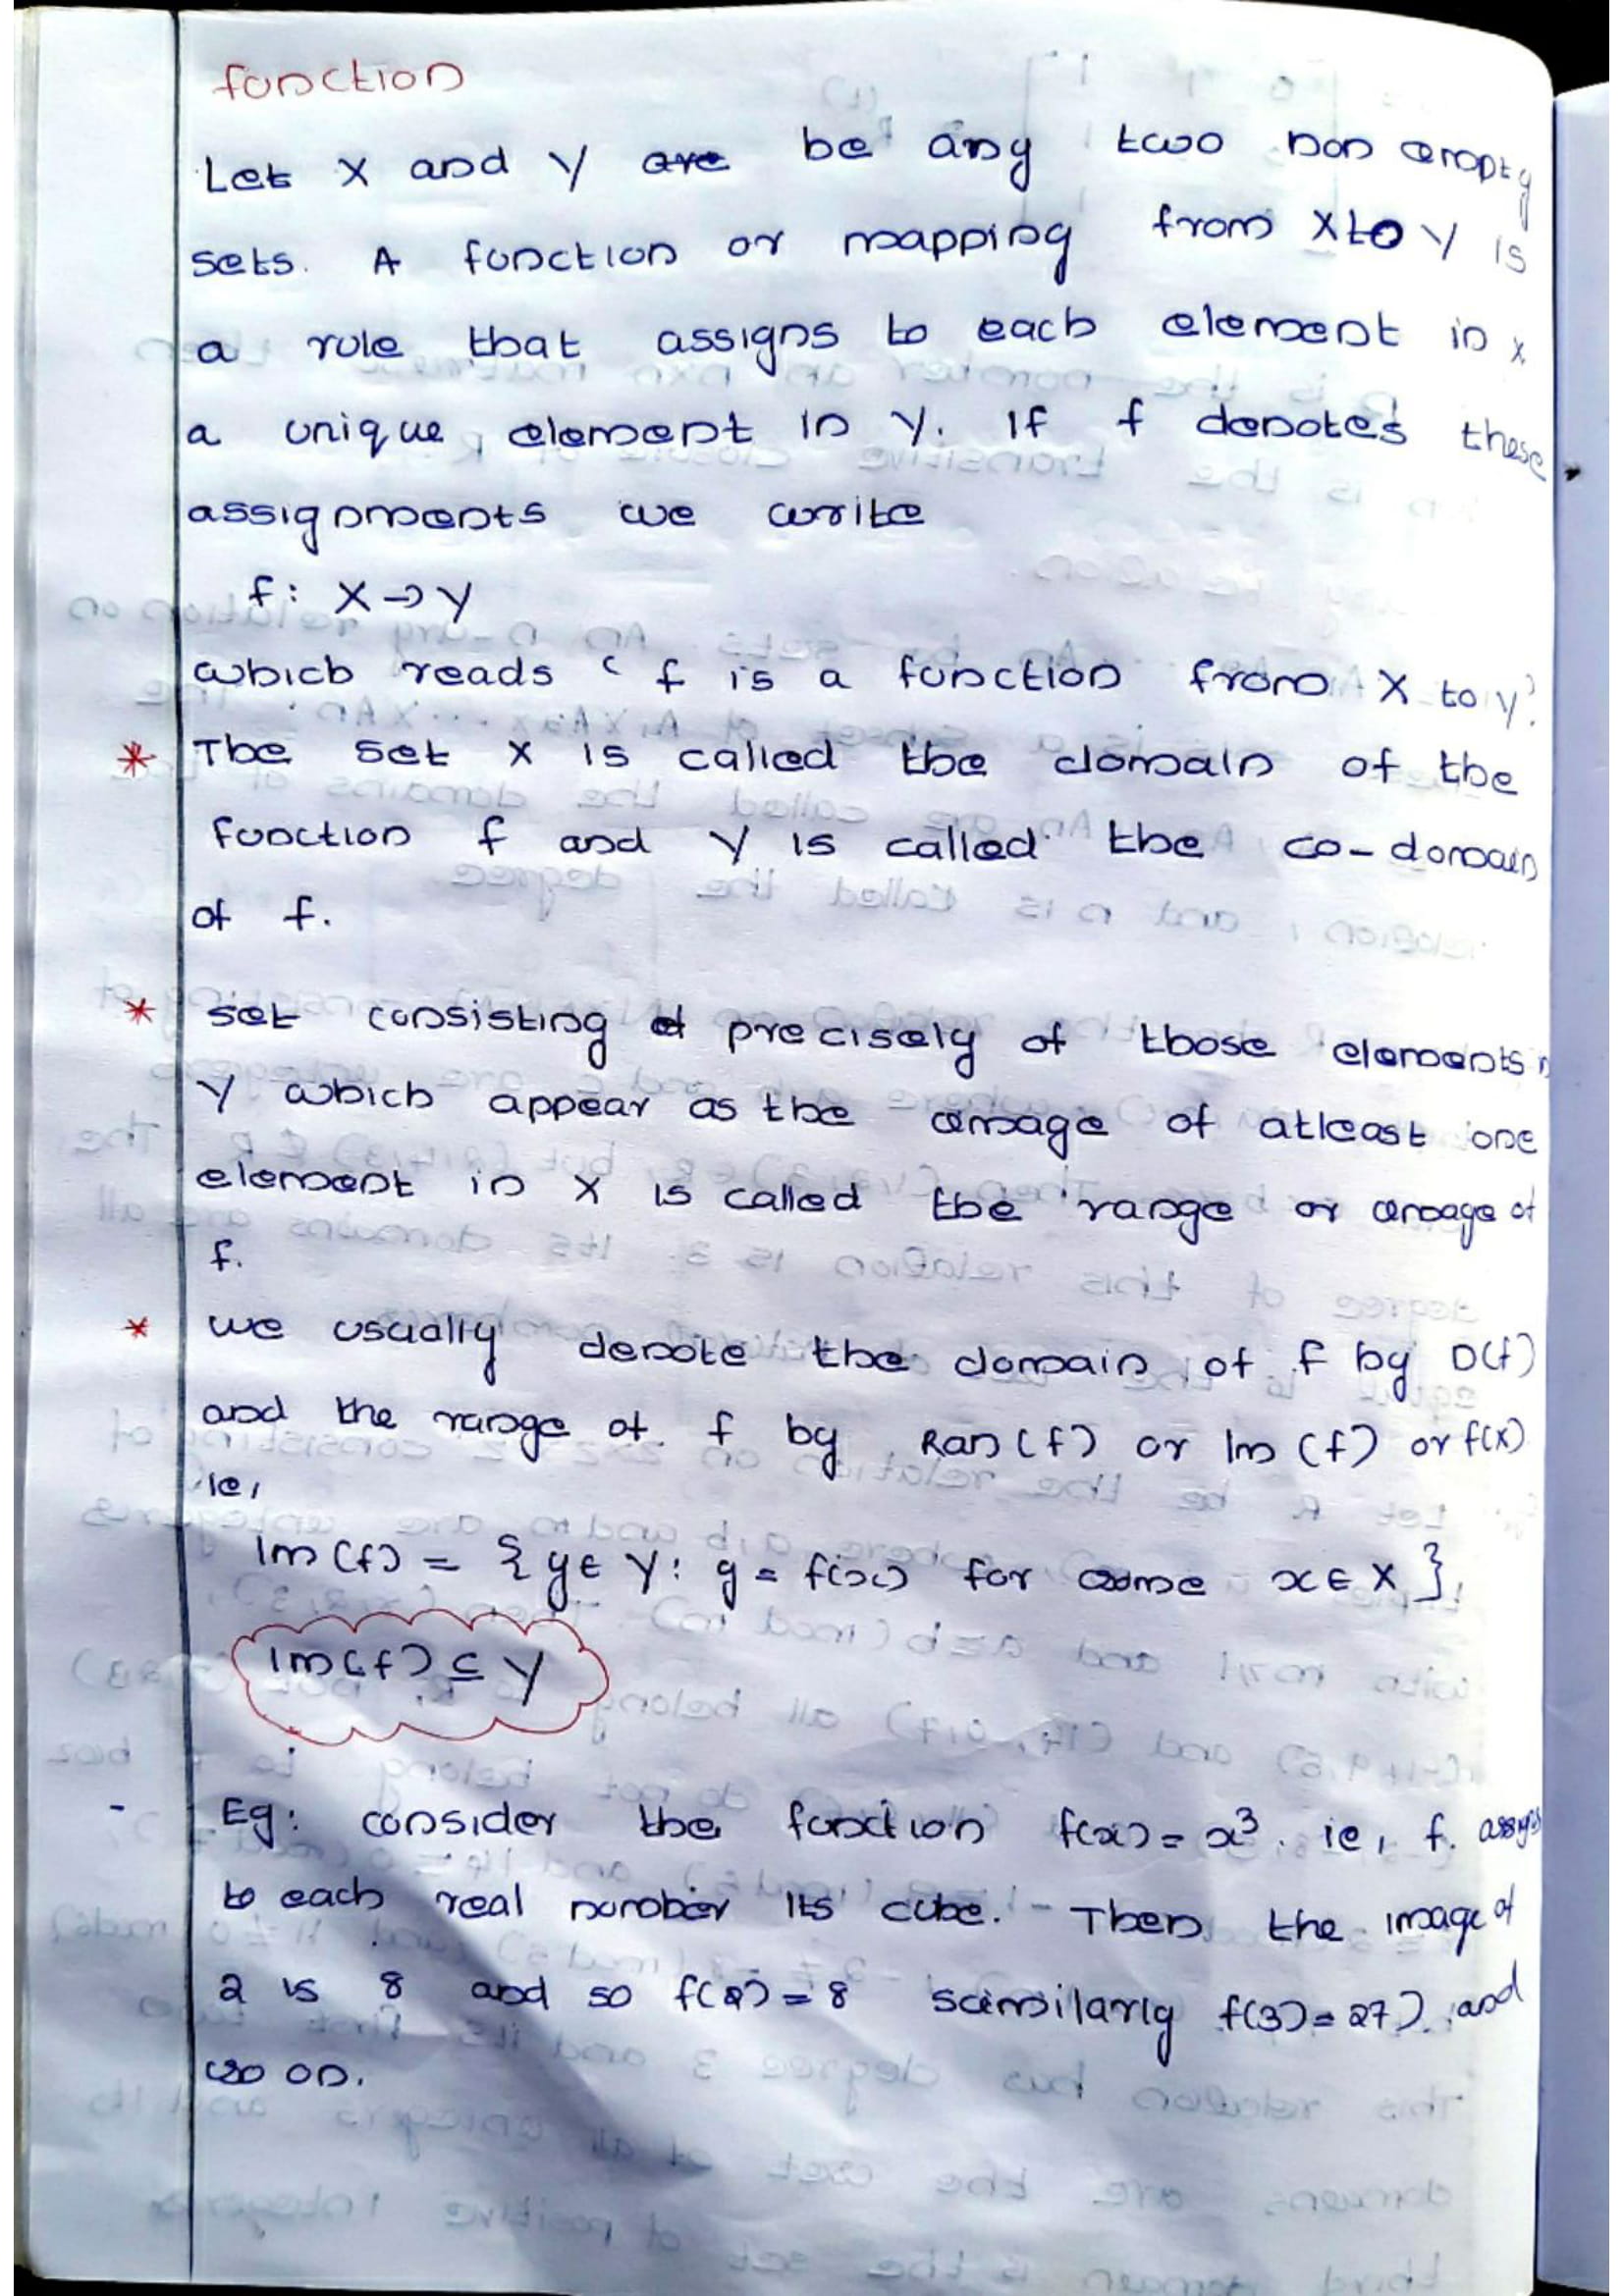 function
Let X and Y are be any two non empty
sets. A function or mapping from X to Y is
a rule that assigns to each element in x
a unique element in Y. If f denotes these
assignments we write
f: X → Y
which reads ' f is a function from X to y'.
* The set X is called the domain of the
function f and Y is called the co-domain
of f.
* set consisting of precisely of those elements in
Y which appear as the image of atleast one
element in X is called the range or image of
f.
* we usually denote the domain of f by D(f)
and the range of f by Ran (f) or Im (f) or f(X)
ie,
Im (f) = { y ∈ Y : y = f(x) for some x ∈ X }
Im(f) ⊆ Y
- Eg: consider the function f(x) = x³. ie, f. assigns
to each real number its cube. Then the image of
2 is 8 and so f(2) = 8 similarly f(3) = 27). and
so on.